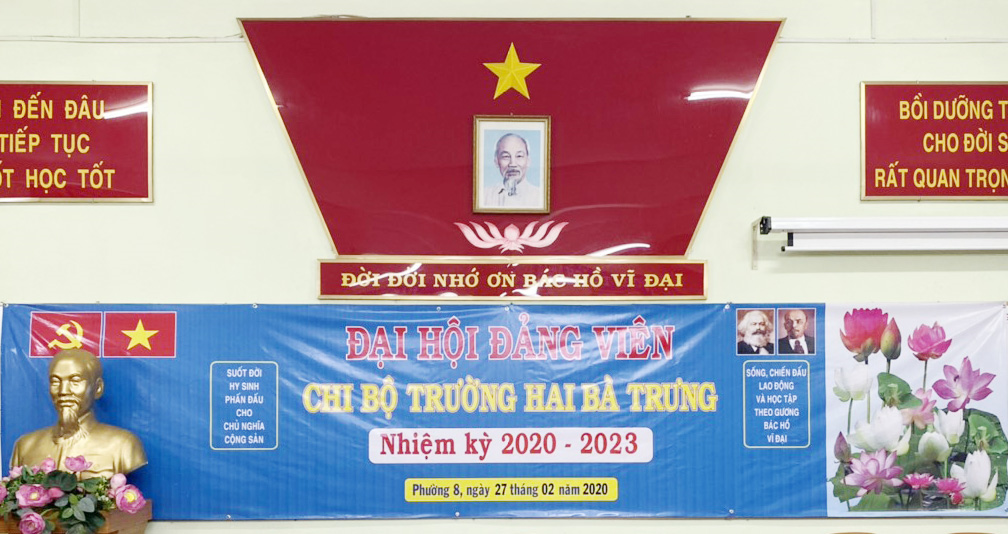 ĐẾN ĐÂU
TIẾP TỤC
HỌC TỐT
BỒI DƯỠNG
CHO ĐỜI
RẤT QUAN
ĐỜI ĐỜI NHỚ ƠN BÁC HỒ VĨ ĐẠI
ĐẠI HỘI ĐẢNG VIÊN
CHI BỘ TRƯỜNG HAI BÀ TRƯNG
Nhiệm kỳ 2020 - 2023
Phường 8, ngày 27 tháng 02 năm 2020
SUỐT ĐỜI
HY SINH
PHẤN ĐẤU
CHO
CHỦ NGHĨA
CỘNG SẢN
SỐNG, CHIẾN ĐẤU
LAO ĐỘNG
VÀ HỌC TẬP
THEO GƯƠNG
BÁC HỒ
VĨ ĐẠI